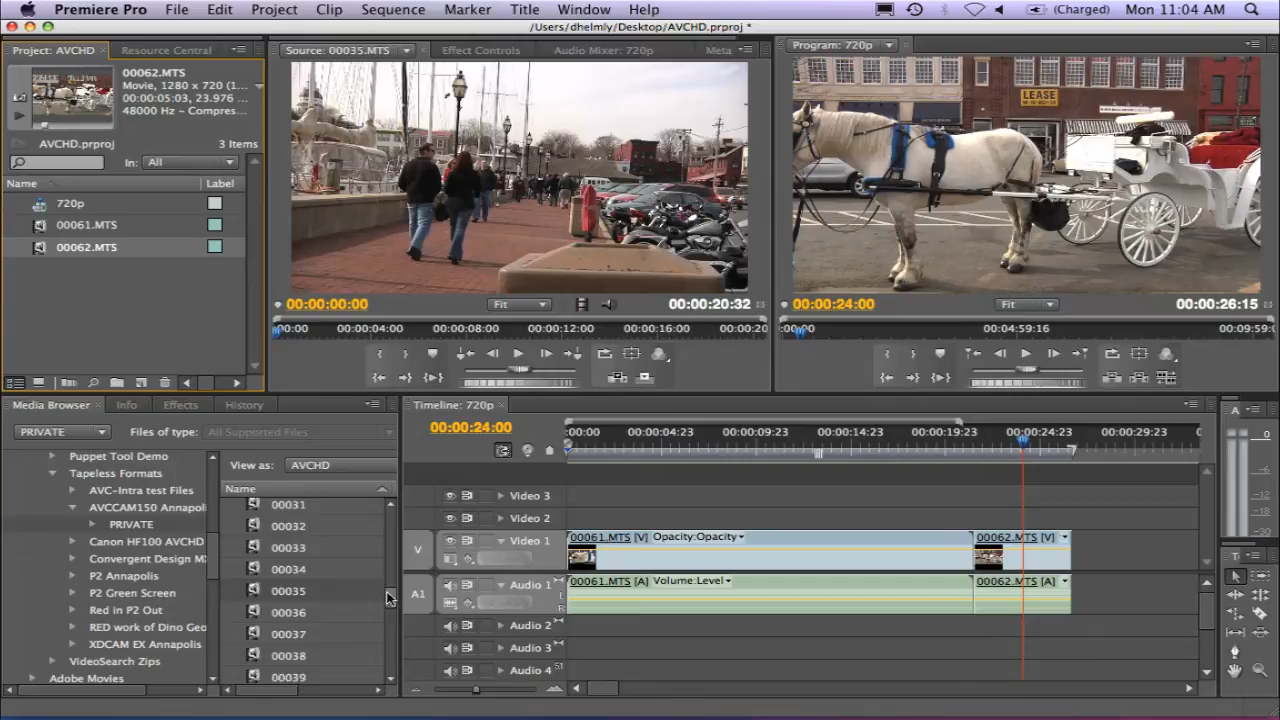 Premiere Pro File Edit Project Clip Sequence Marker Title Window Help (Charged) Mon 11:04 AM
/Users/dhelmly/Desktop/AVCHD.prproj *
Project: AVCHD Resource Central Source: 00035.MTS Effect Controls Audio Mixer: 720p Meta Program: 720p
00062.MTS
Movie, 1280 x 720 (1...
00:00:05:03, 23.976 ...
48000 Hz - Compres...
AVCHD.prproj 3 Items
In: All
Name Label
720p
00061.MTS
00062.MTS
LEASE
00:00:00:00 Fit 00:00:20:32
00:00:24:00 Fit 00:00:26:15
:00:00 00:00:04:00 00:00:08:00 00:00:12:00 00:00:16:00 00:00:20
:00:00 00:04:59:16 00:09:59:0
Media Browser Info Effects History
PRIVATE Files of type: All Supported Files
Puppet Tool Demo
Tapeless Formats
AVC-Intra test Files
AVCCAM150 Annapol
PRIVATE
Canon HF100 AVCHD
Convergent Design M
P2 Annapolis
P2 Green Screen
Red in P2 Out
RED work of Dino Geo
XDCAM EX Annapolis
VideoSearch Zips
Adobe Movies
View as: AVCHD
Name
00031
00032
00033
00034
00035
00036
00037
00038
00039
Timeline: 720p
00:00:24:00
:00:00 00:00:04:23 00:00:09:23 00:00:14:23 00:00:19:23 00:00:24:23 00:00:29:23
Video 3
Video 2
V Video 1 00061.MTS [V] Opacity:Opacity 00062.MTS [V]
A1 Audio 1 00061.MTS [A] Volume:Level 00062.MTS [A]
L
R
Audio 2
Audio 3
Audio 4 51
A
0
-30
T